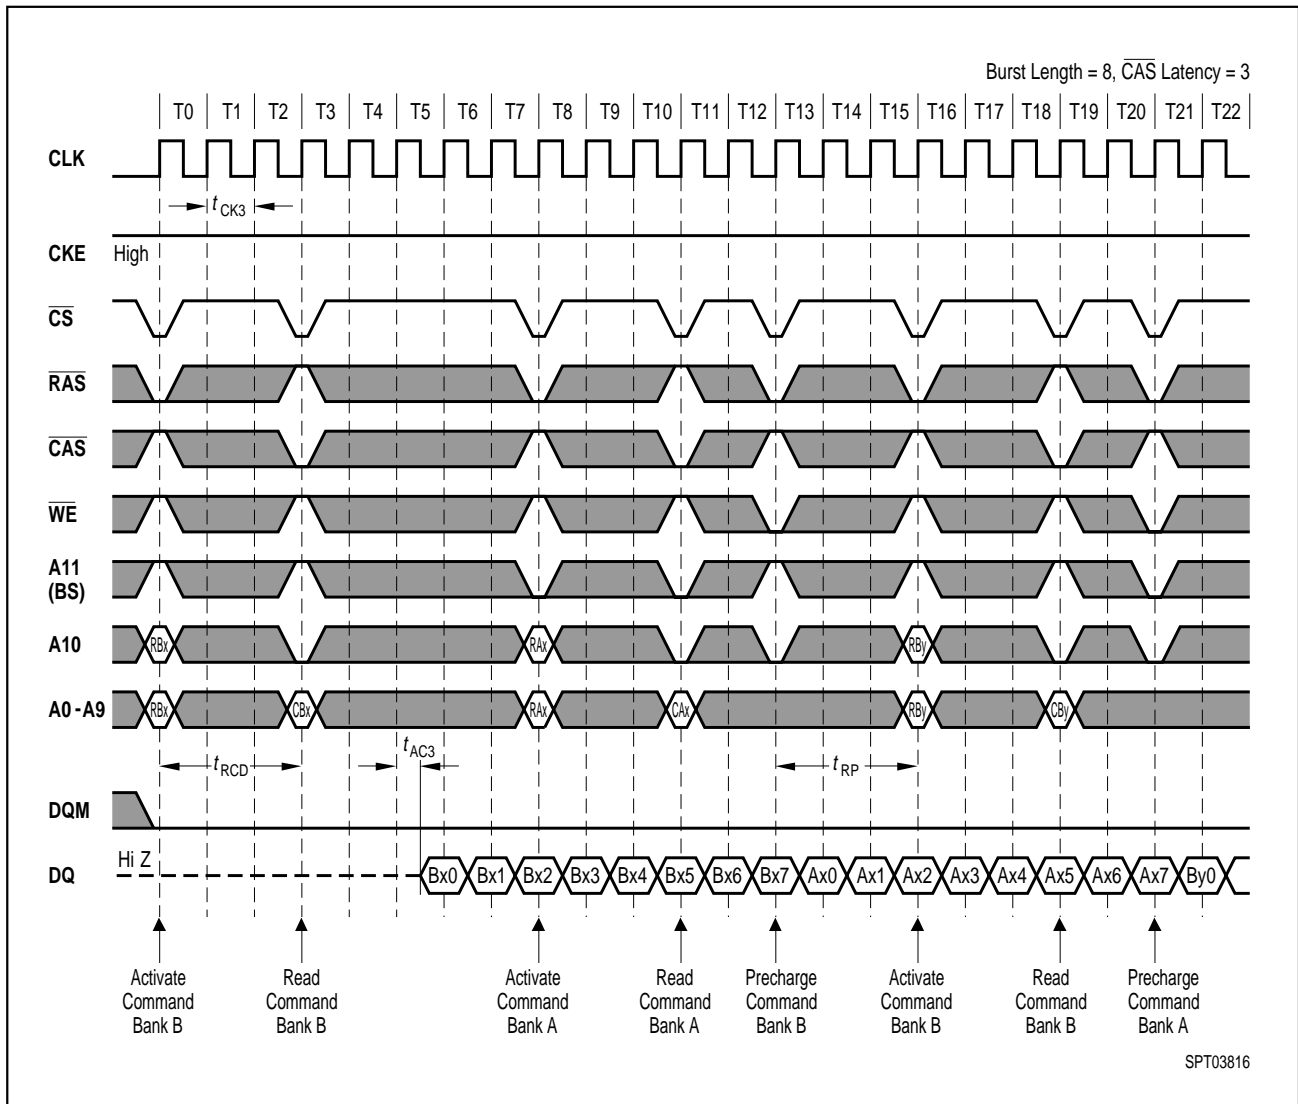 Burst Length = 8, CAS Latency = 3
T0 T1 T2 T3 T4 T5 T6 T7 T8 T9 T10 T11 T12 T13 T14 T15 T16 T17 T18 T19 T20 T21 T22
CLK
tCK3
CKE High
CS
RAS
CAS
WE
A11
(BS)
A10 RBx RAx RBy
A0 - A9 RBx CBx RAx CAx RBy CBy
tAC3
tRCD tRP
DQM
Hi Z
DQ Bx0 Bx1 Bx2 Bx3 Bx4 Bx5 Bx6 Bx7 Ax0 Ax1 Ax2 Ax3 Ax4 Ax5 Ax6 Ax7 By0
Activate Read Activate Read Precharge Activate Read Precharge
Command Command Command Command Command Command Command Command
Bank B Bank B Bank A Bank A Bank B Bank B Bank B Bank A
SPT03816